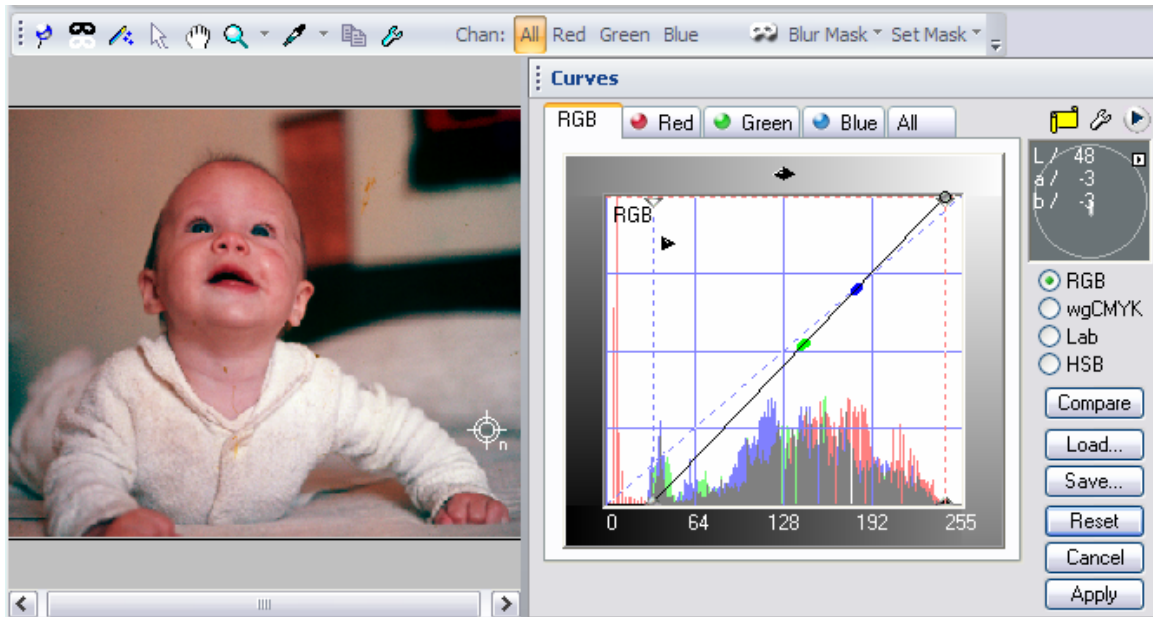 Chan: All Red Green Blue Blur Mask Set Mask
Curves
RGB Red Green Blue All
L / 48
a / -3
b / -3
RGB
n
0 64 128 192 255
RGB
wgCMYK
Lab
HSB
Compare
Load...
Save...
Reset
Cancel
Apply